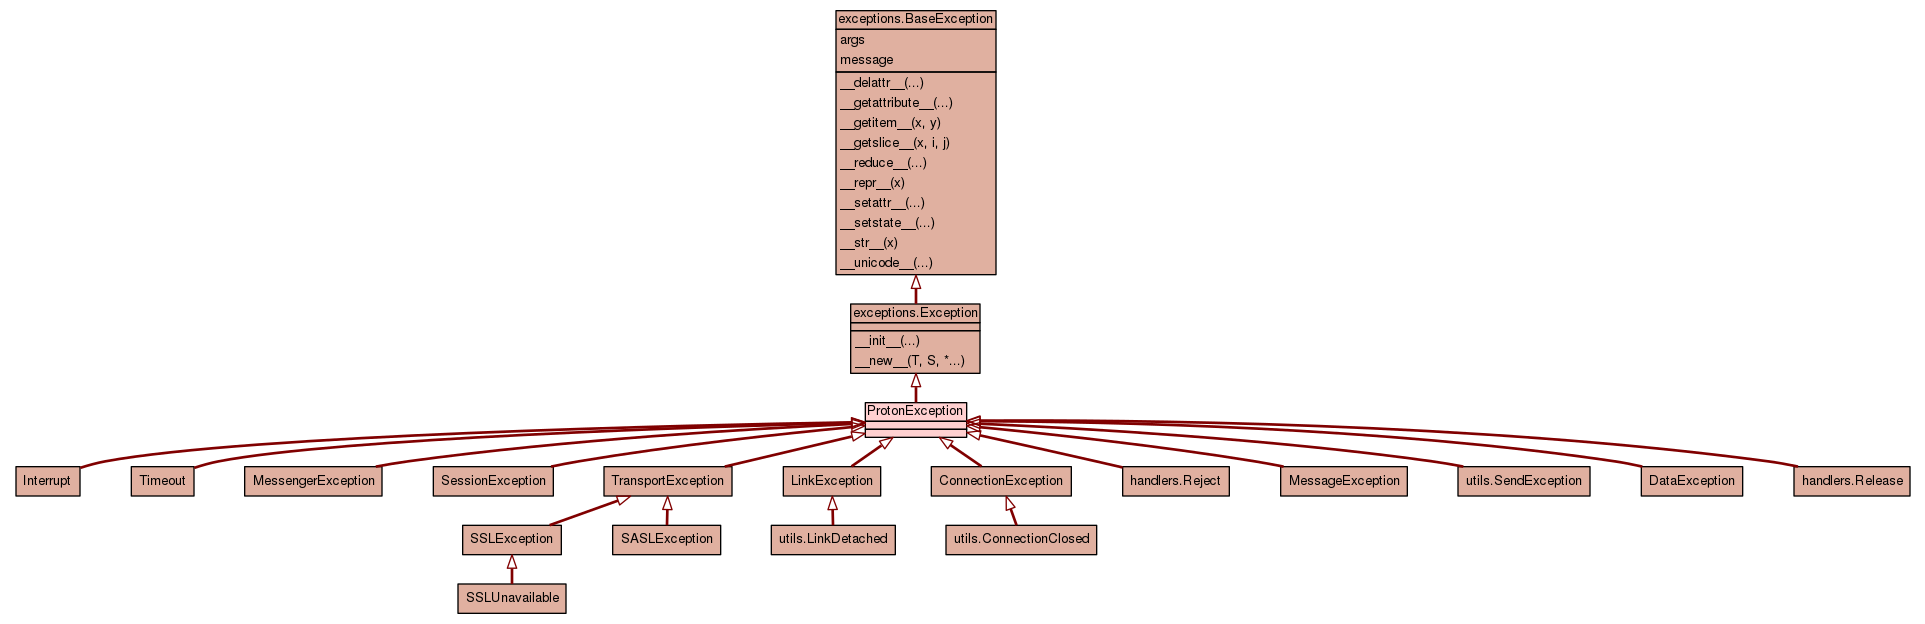 exceptions.BaseException
args
message
__delattr__(...)
__getattribute__(...)
__getitem__(x, y)
__getslice__(x, i, j)
__reduce__(...)
__repr__(x)
__setattr__(...)
__setstate__(...)
__str__(x)
__unicode__(...)
exceptions.Exception
__init__(...)
__new__(T, S, *...)
ProtonException
Interrupt
Timeout
MessengerException
SessionException
TransportException
LinkException
ConnectionException
handlers.Reject
MessageException
utils.SendException
DataException
handlers.Release
SSLException
SASLException
utils.LinkDetached
utils.ConnectionClosed
SSLUnavailable